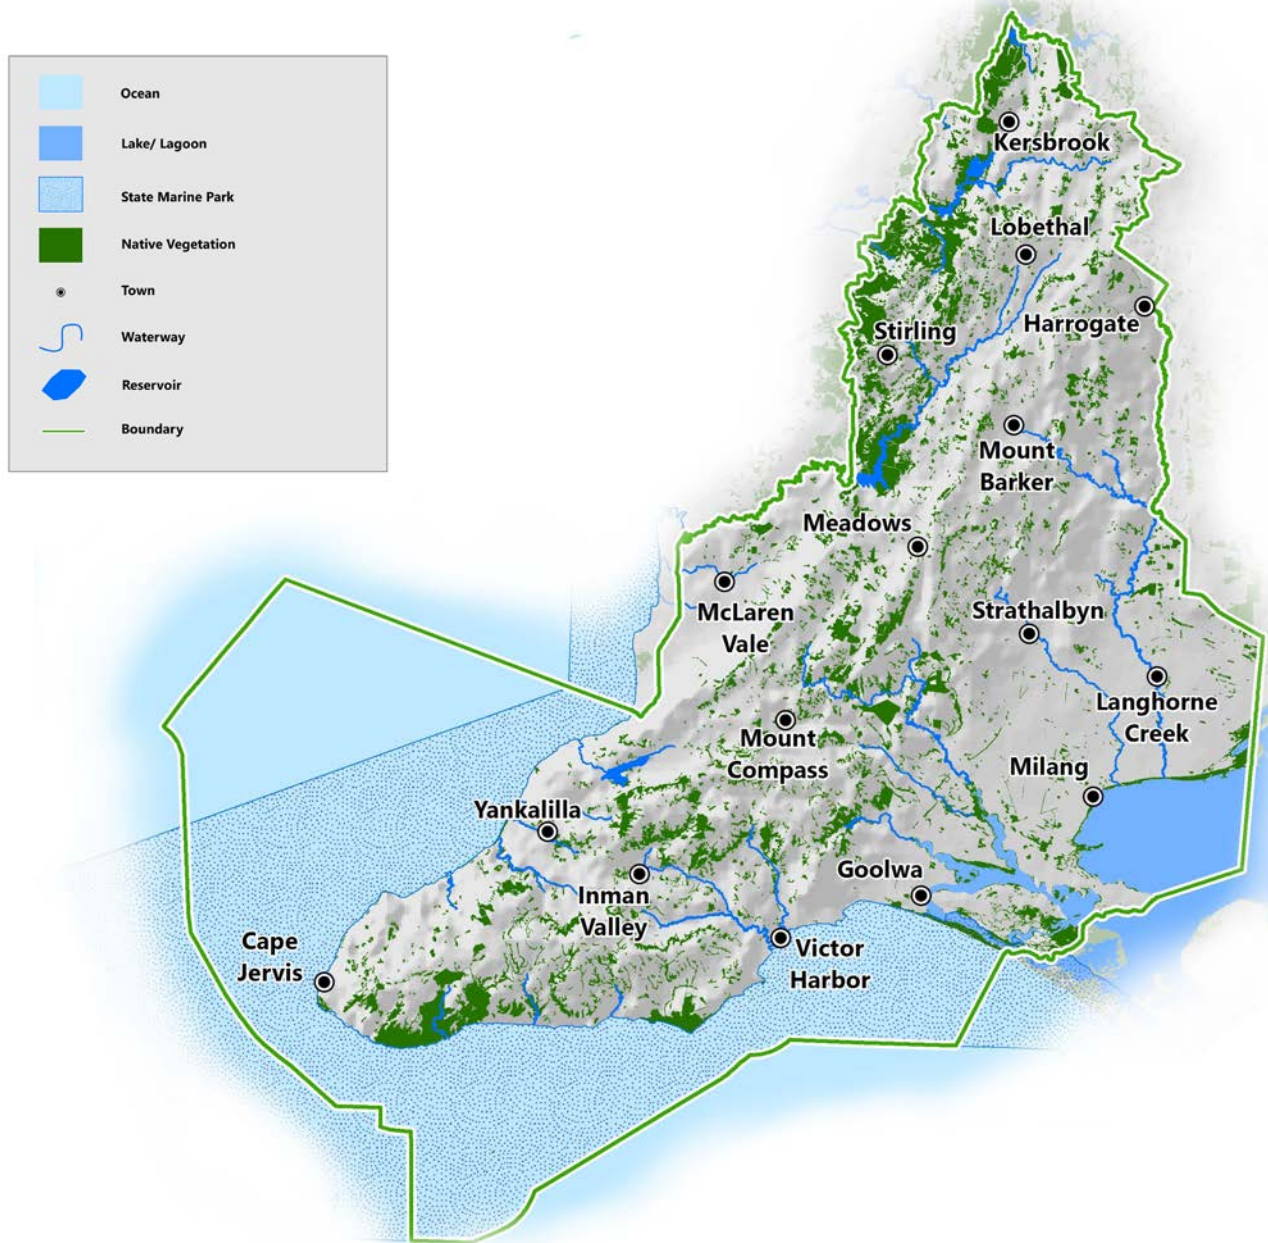 Ocean
Lake/ Lagoon
State Marine Park
Native Vegetation
Town
Waterway
Reservoir
Boundary
Kersbrook
Lobethal
Harrogate
Stirling
Mount
Barker
Meadows
McLaren
Vale
Strathalbyn
Langhorne
Creek
Mount
Compass
Milang
Yankalilla
Goolwa
Inman
Valley
Cape
Jervis
Victor
Harbor